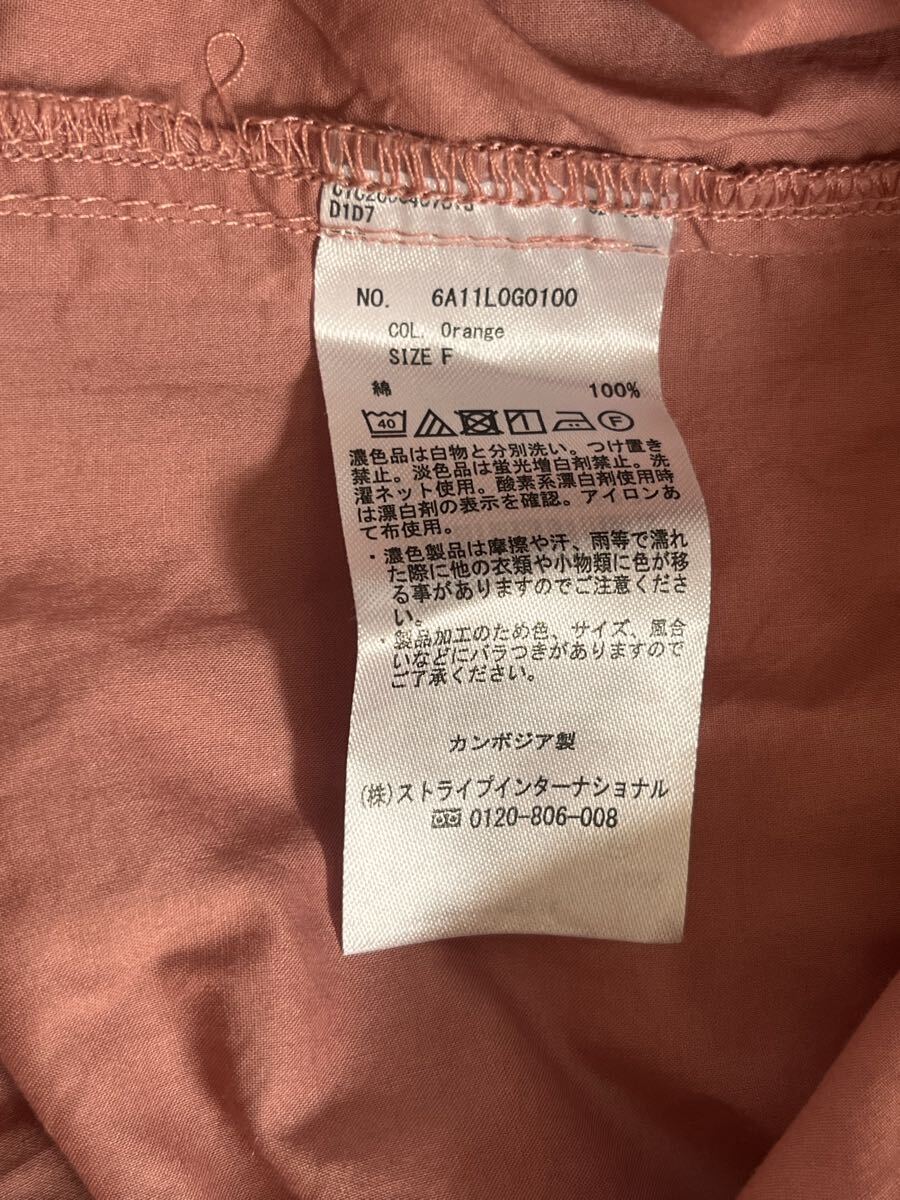 D1D7
NO. 6A11L0G0100
COL. Orange
SIZE F
綿 100%
40 F
濃色品は白物と分別洗い。つけ置き
禁止。淡色品は蛍光増白剤禁止。洗
濯ネット使用。酸素系漂白剤使用時
は漂白剤の表示を確認。アイロンあ
て布使用。
・濃色製品は摩擦や汗、雨等で濡れ
た際に他の衣類や小物類に色が移
る事がありますのでご注意くださ
い。
・製品加工のため色、サイズ、風合
いなどにバラつきがありますので
ご了承ください。
カンボジア製
(株)ストライプインターナショナル
0120-806-008